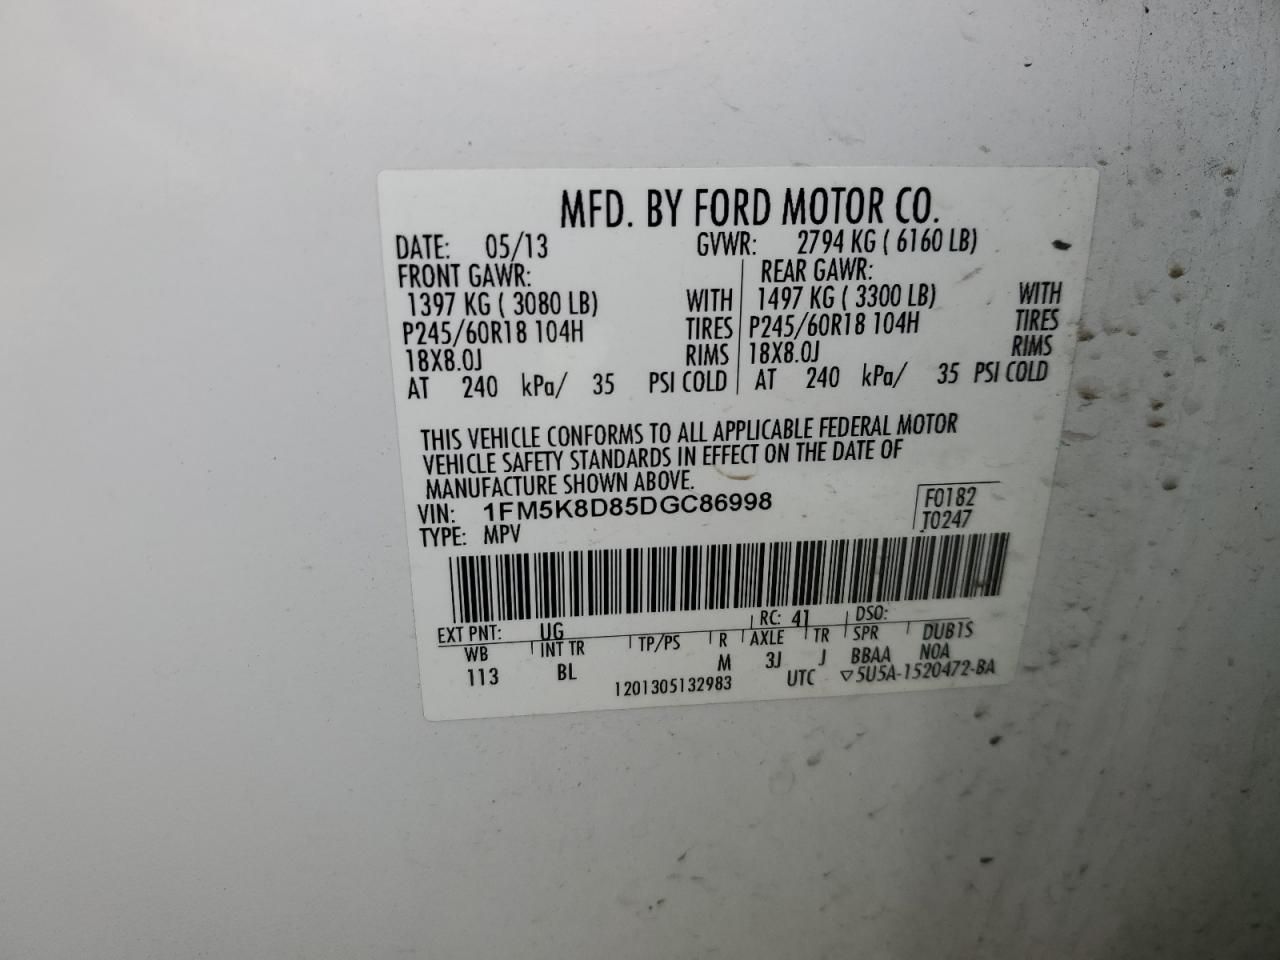 MFD. BY FORD MOTOR CO.
DATE: 05/13 GVWR: 2794 KG ( 6160 LB)
FRONT GAWR: REAR GAWR:
1397 KG ( 3080 LB) WITH 1497 KG ( 3300 LB) WITH
P245/60R18 104H TIRES P245/60R18 104H TIRES
18X8.0J RIMS 18X8.0J RIMS
AT 240 kPa/ 35 PSI COLD AT 240 kPa/ 35 PSI COLD
THIS VEHICLE CONFORMS TO ALL APPLICABLE FEDERAL MOTOR
VEHICLE SAFETY STANDARDS IN EFFECT ON THE DATE OF
MANUFACTURE SHOWN ABOVE.
VIN: 1FM5K8D85DGC86998 F0182
TYPE: MPV T0247
EXT PNT: UG RC: 41 DSO:
WB INT TR TP/PS R AXLE TR SPR DUB1S
113 BL M 3J J BBAA N0A
1201305132983 UTC ▽5U5A-1520472-BA